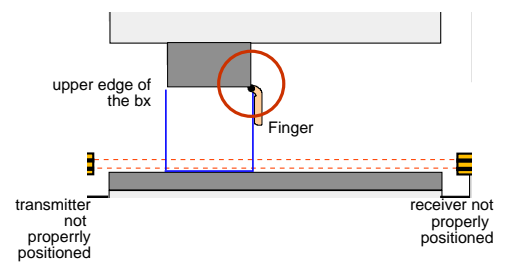 upper edge of
the bx
Finger
transmitter
not
properrly
positioned
receiver not
properly
positioned